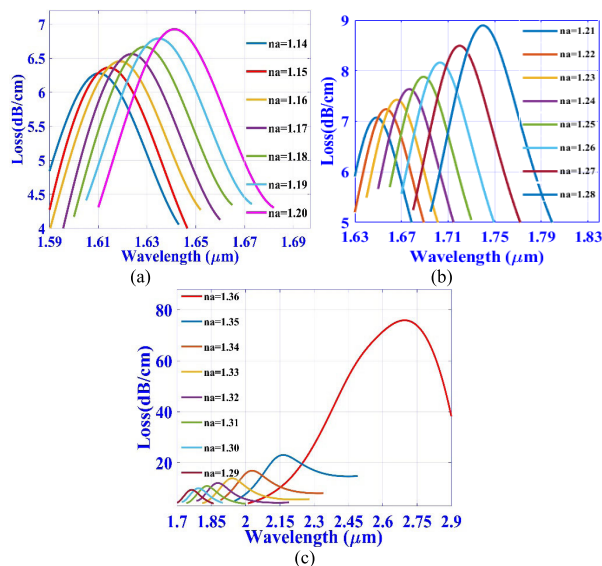 7
6.5
6
5.5
5
4.5
4
Loss(dB/cm)
na=1.14
na=1.15
na=1.16
na=1.17
na=1.18
na=1.19
na=1.20
1.59 1.61 1.63 1.65 1.67 1.69
Wavelength (μm)
(a)
9
8
7
6
5
Loss(dB/cm)
na=1.21
na=1.22
na=1.23
na=1.24
na=1.25
na=1.26
na=1.27
na=1.28
1.63 1.67 1.71 1.75 1.79 1.83
Wavelength (μm)
(b)
80
60
40
20
Loss(dB/cm)
na=1.36
na=1.35
na=1.34
na=1.33
na=1.32
na=1.31
na=1.30
na=1.29
1.7 1.85 2 2.15 2.3 2.45 2.6 2.75 2.9
Wavelength (μm)
(c)